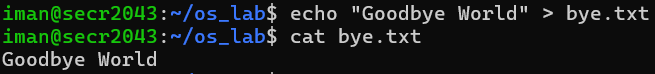 iman@secr2043:~/os_lab$ echo "Goodbye World" > bye.txt
iman@secr2043:~/os_lab$ cat bye.txt
Goodbye World